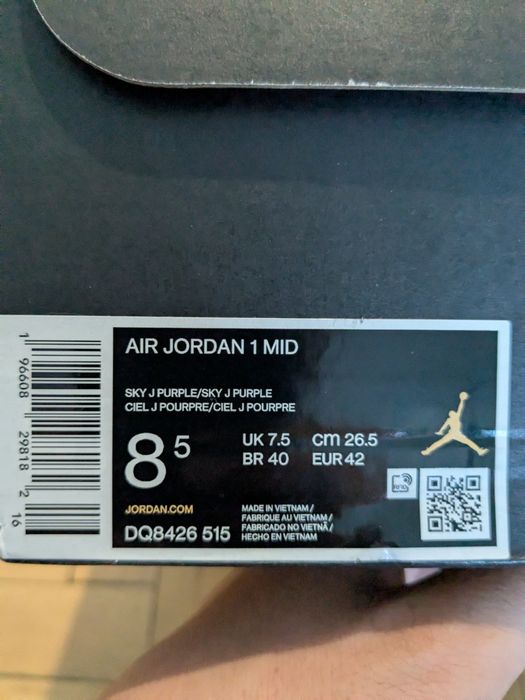 AIR JORDAN 1 MID
SKY J PURPLE/SKY J PURPLE
CIEL J POURPRE/CIEL J POURPRE
8 5
UK 7.5 CM 26.5
BR 40 EUR 42
RFID
JORDAN.COM
DQ8426 515
MADE IN VIETNAM /
FABRIQUE AU VIETNAM /
FABRICADO NO VIETNÃ /
HECHO EN VIETNAM
1 96608 29818 2
16